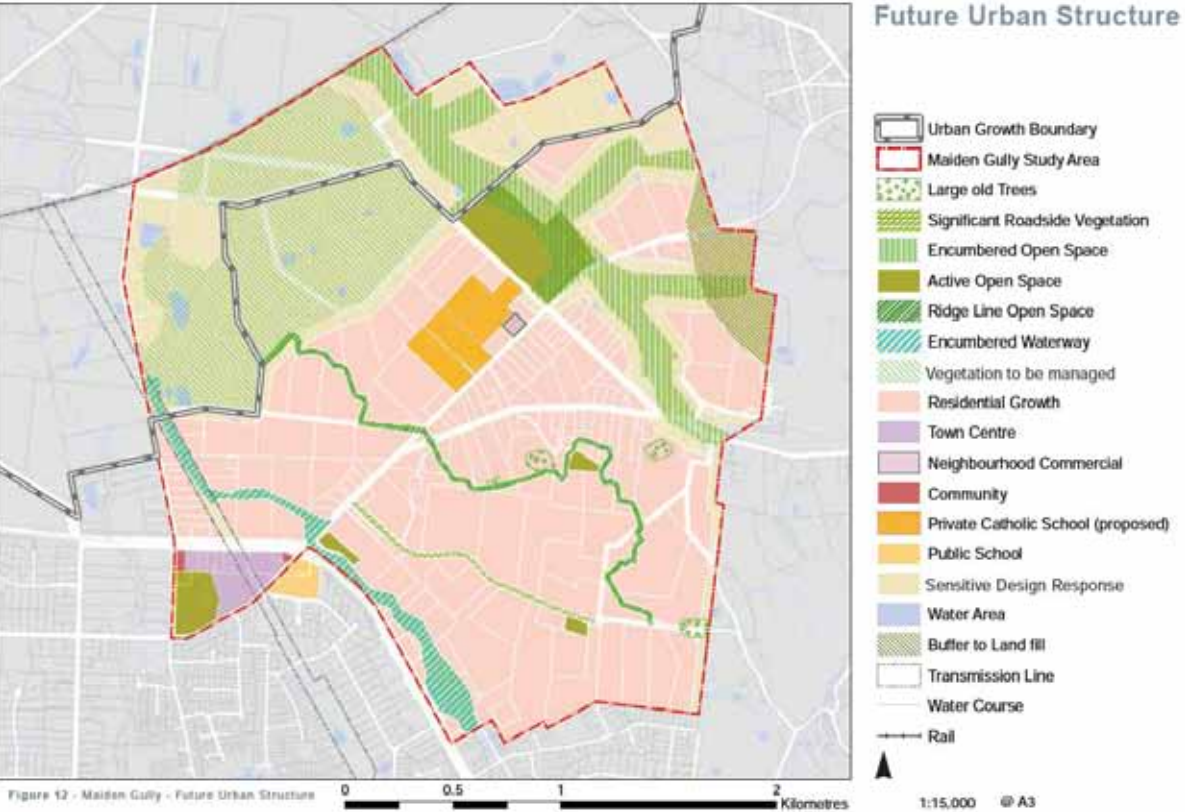 Future Urban Structure
Urban Growth Boundary
Maiden Gully Study Area
Large old Trees
Significant Roadside Vegetation
Encumbered Open Space
Active Open Space
Ridge Line Open Space
Encumbered Waterway
Vegetation to be managed
Residential Growth
Town Centre
Neighbourhood Commercial
Community
Private Catholic School (proposed)
Public School
Sensitive Design Response
Water Area
Buffer to Land fill
Transmission Line
Water Course
Rail
Figure 12 - Maiden Gully - Future Urban Structure
0 0.5 1 2
Kilometres
1:15,000 @ A3